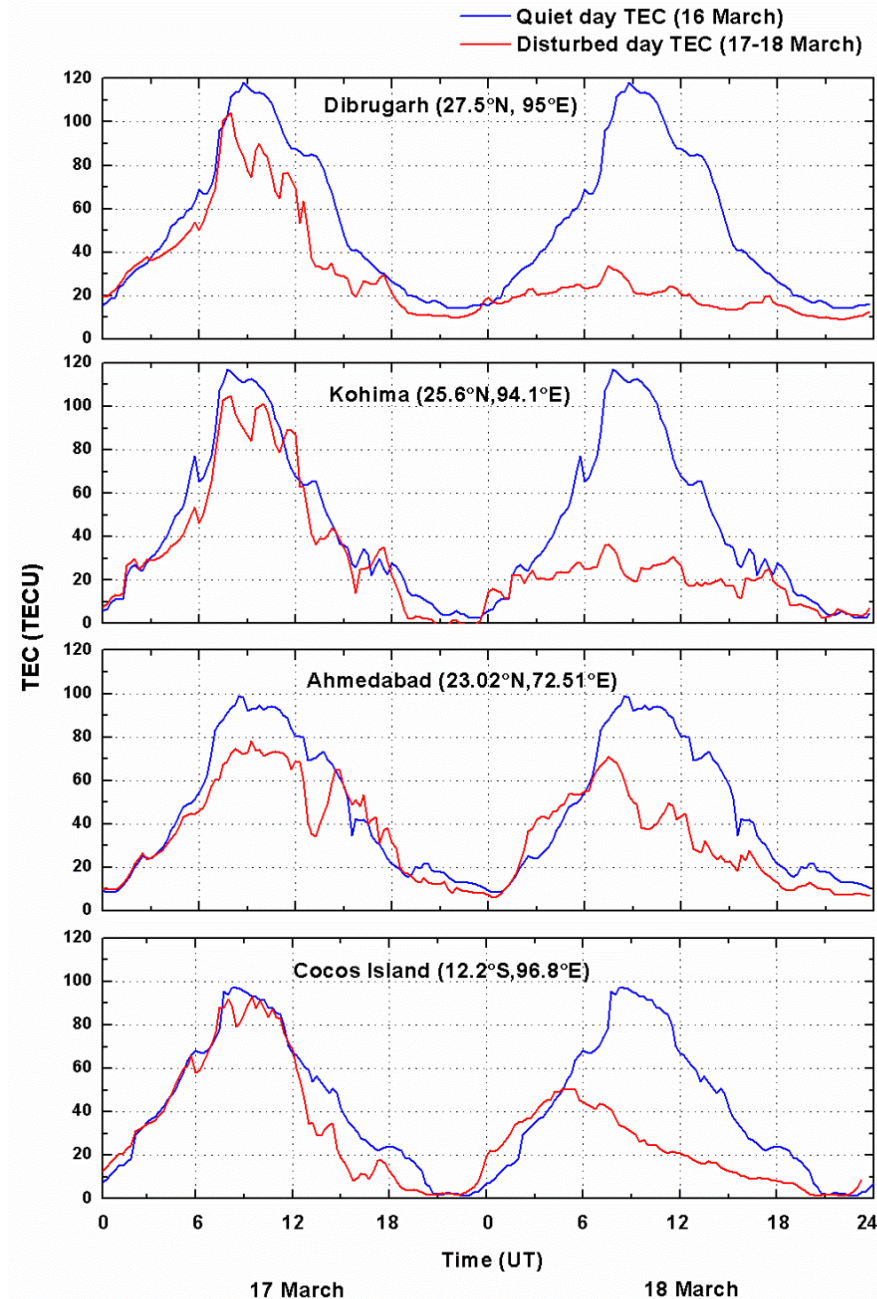 Quiet day TEC (16 March)
Disturbed day TEC (17-18 March)
120
100
80
60
40
20
0
Dibrugarh (27.5°N, 95°E)
120
100
80
60
40
20
0
Kohima (25.6°N,94.1°E)
TEC (TECU)
120
100
80
60
40
20
0
Ahmedabad (23.02°N,72.51°E)
120
100
80
60
40
20
0
Cocos Island (12.2°S,96.8°E)
0 6 12 18 0 6 12 18 24
Time (UT)
17 March 18 March